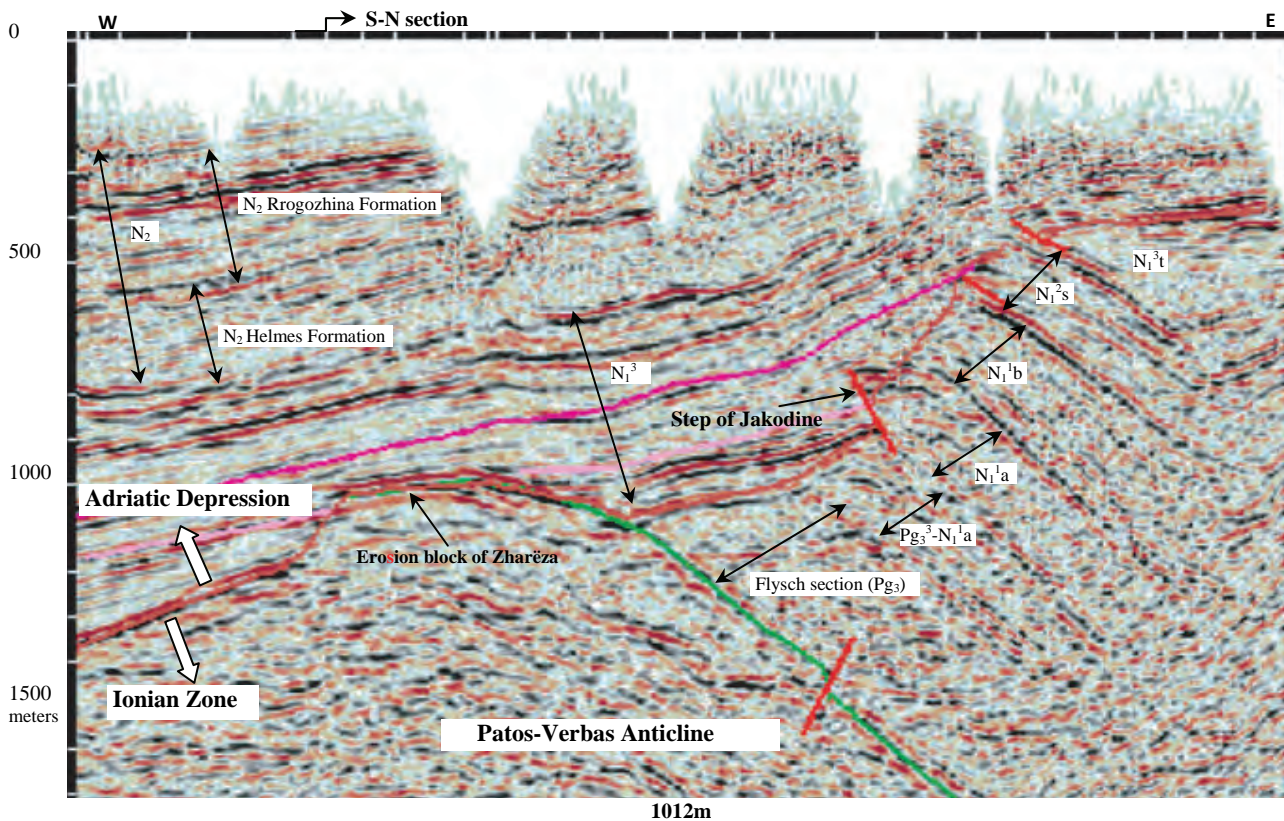 W
S-N section
E
0
N₂ Rrogozhina Formation
N₂
500
N₁³t
N₁²s
N₂ Helmes Formation
N₁³
N₁¹b
Step of Jakodine
1000
N₁¹a
Adriatic Depression
Pg₃³-N₁¹a
Erosion block of Zharëza
Flysch section (Pg₃)
1500
meters
Ionian Zone
Patos-Verbas Anticline
1012m